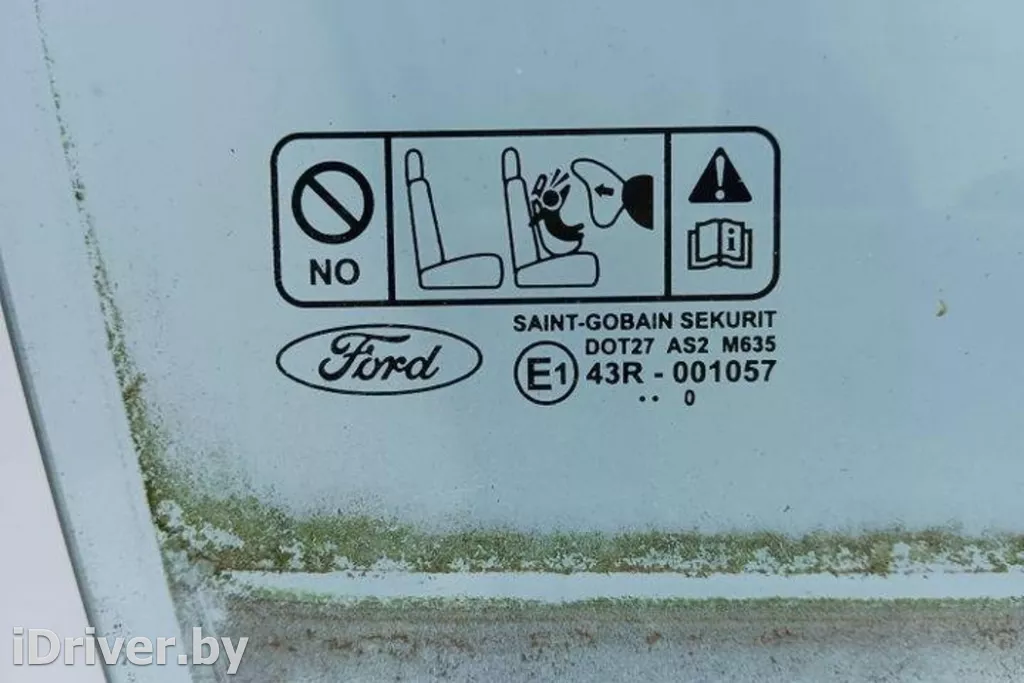 NO
Ford
SAINT-GOBAIN SEKURIT
DOT27 AS2 M635
E1 43R - 001057
.. 0
iDriver.by